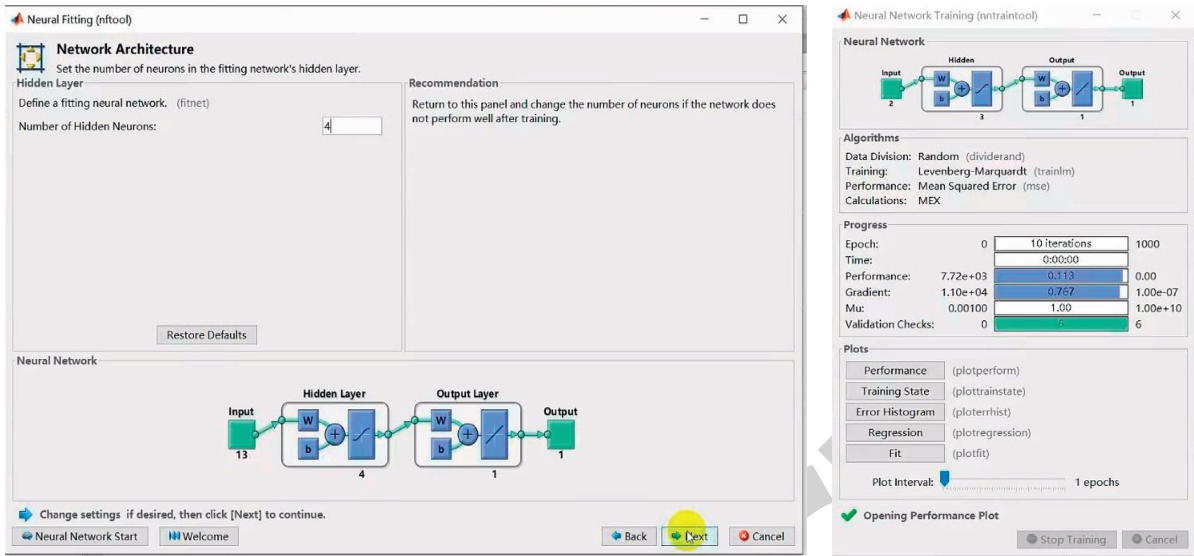 Neural Fitting (nftool)
Network Architecture
Set the number of neurons in the fitting network's hidden layer.
Hidden Layer
Define a fitting neural network. (fitnet)
Number of Hidden Neurons:
4
Restore Defaults
Recommendation
Return to this panel and change the number of neurons if the network does
not perform well after training.
Neural Network
Hidden Layer
Output Layer
Input
Output
W
b
+
W
b
+
13
4
1
1
Change settings if desired, then click [Next] to continue.
Neural Network Start
Welcome
Back
Next
Cancel
Neural Network Training (nntraintool)
Neural Network
Hidden
Output
Input
Output
W
b
+
W
b
+
2
3
1
1
Algorithms
Data Division: Random (dividerand)
Training: Levenberg-Marquardt (trainlm)
Performance: Mean Squared Error (mse)
Calculations: MEX
Progress
Epoch: 0 10 iterations 1000
Time: 0:00:00
Performance: 7.72e+03 0.113 0.00
Gradient: 1.10e+04 0.767 1.00e-07
Mu: 0.00100 1.00 1.00e+10
Validation Checks: 0 6 6
Plots
Performance (plotperform)
Training State (plottrainstate)
Error Histogram (ploterrhist)
Regression (plotregression)
Fit (plotfit)
Plot Interval: 1 epochs
Opening Performance Plot
Stop Training
Cancel